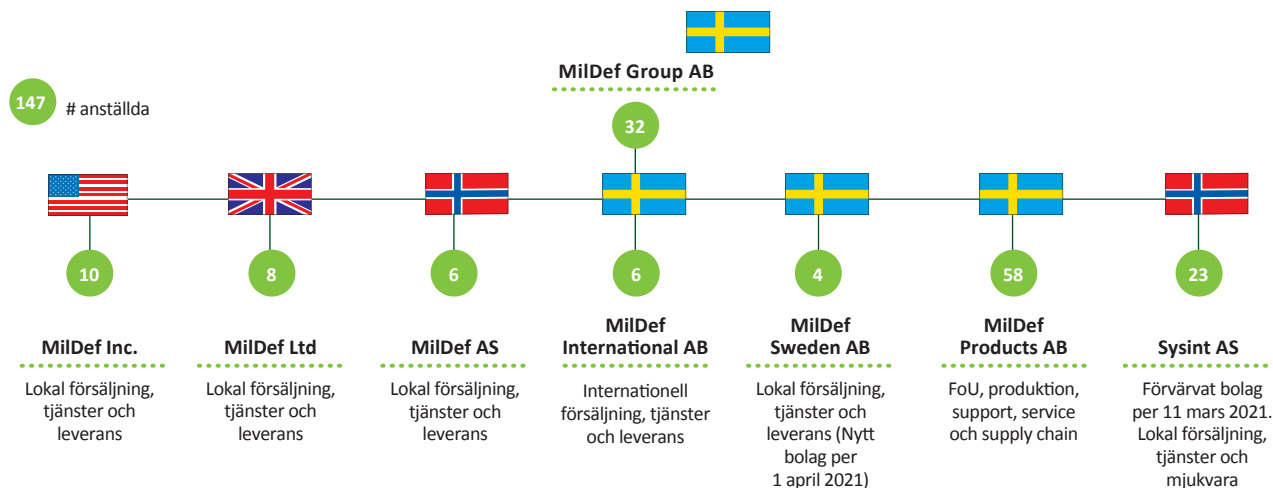 MilDef Group AB
147
# anställda
32
10
8
6
6
4
58
23
MilDef Inc.
Lokal försäljning,
tjänster och
leverans
MilDef Ltd
Lokal försäljning,
tjänster och
leverans
MilDef AS
Lokal försäljning,
tjänster och
leverans
MilDef
International AB
Internationell
försäljning, tjänster
och leverans
MilDef
Sweden AB
Lokal försäljning,
tjänster och
leverans (Nytt
bolag per
1 april 2021)
MilDef
Products AB
FoU, produktion,
support, service
och supply chain
Sysint AS
Förvärvat bolag
per 11 mars 2021.
Lokal försäljning,
tjänster och
mjukvara